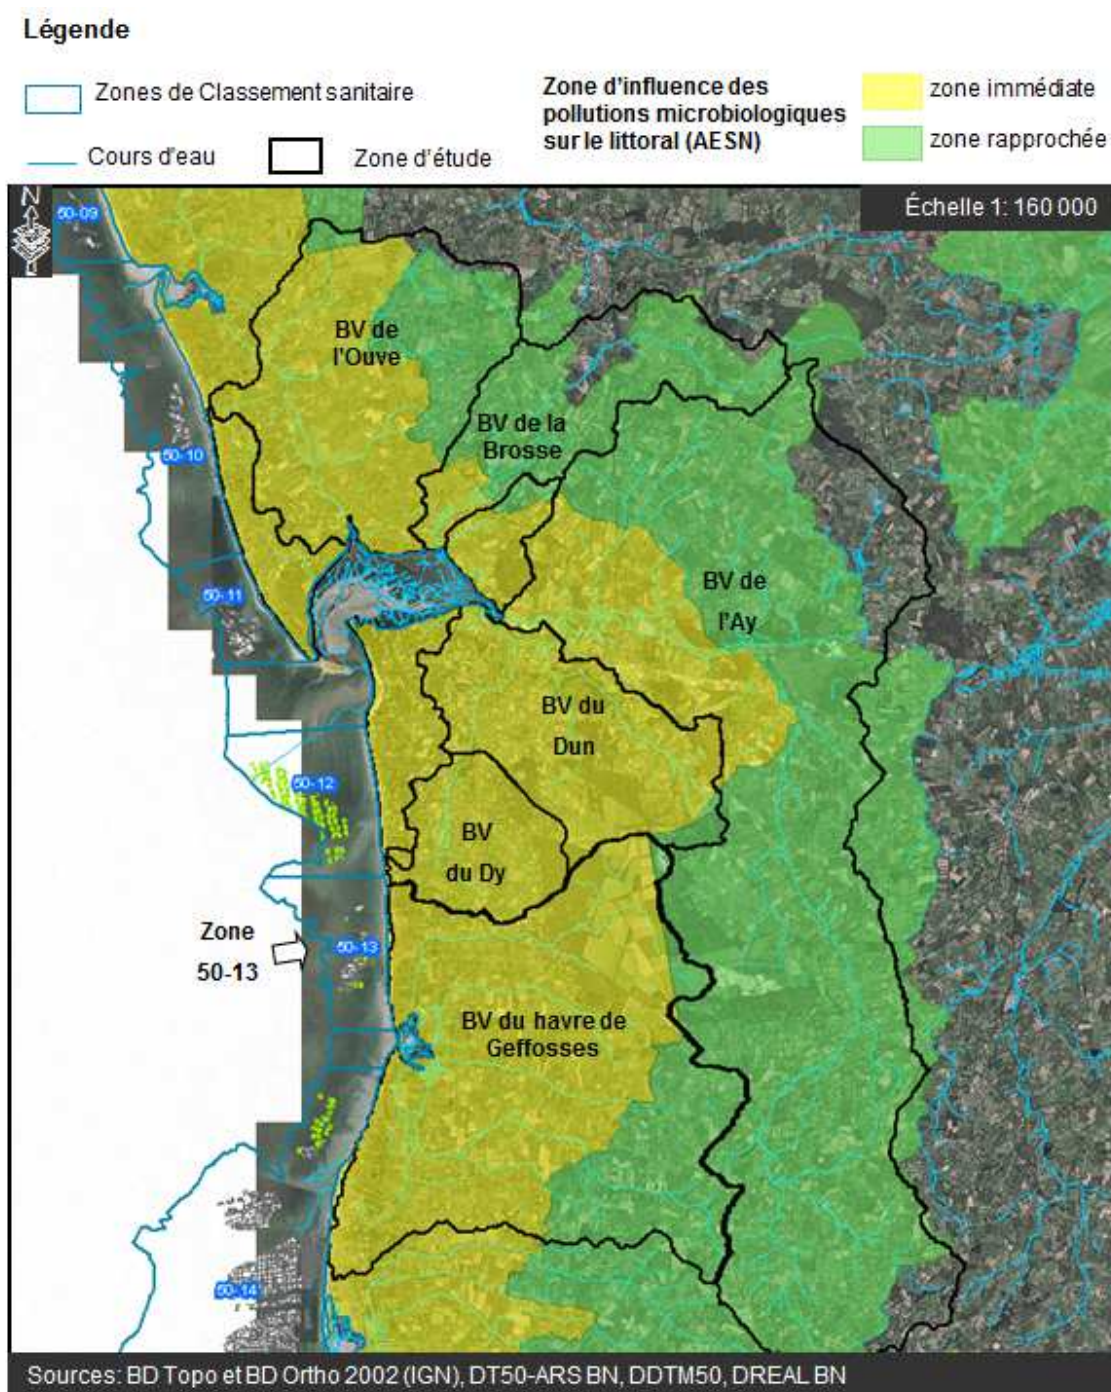 Légende
Zones de Classement sanitaire
Cours d'eau
Zone d'étude
Zone d'influence des
pollutions microbiologiques
sur le littoral (AESN)
zone immédiate
zone rapprochée
N
Échelle 1: 160 000
50-09
BV de
l'Ouve
BV de la
Brosse
50-10
BV de
l'Ay
50-11
BV du
Dun
50-12
BV
du Dy
Zone
50-13
50-13
BV du havre de
Geffosses
50-14
Sources: BD Topo et BD Ortho 2002 (IGN), DT50-ARS BN, DDTM50, DREAL BN